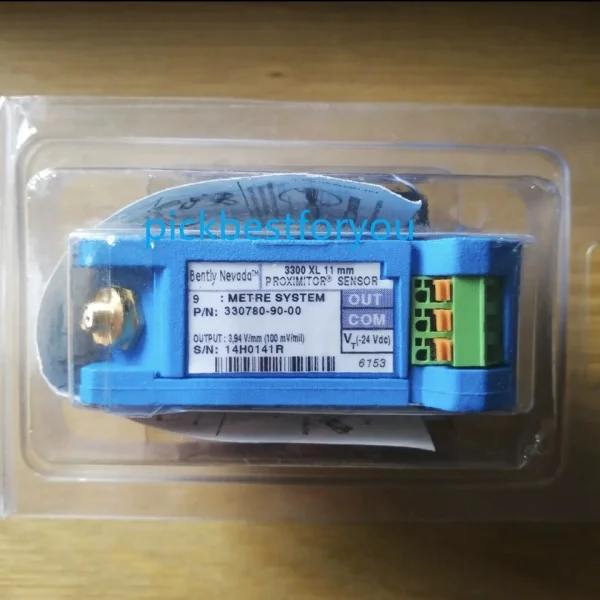 pickbestforyou
Bently Nevada™
3300 XL 11 mm
PROXIMITOR® SENSOR
9 : METRE SYSTEM
P/N: 330780-90-00
OUT
COM
OUTPUT : 3,94 V/mm (100 mV/mil)
S/N: 14H0141R
VT(-24 Vdc)
6153